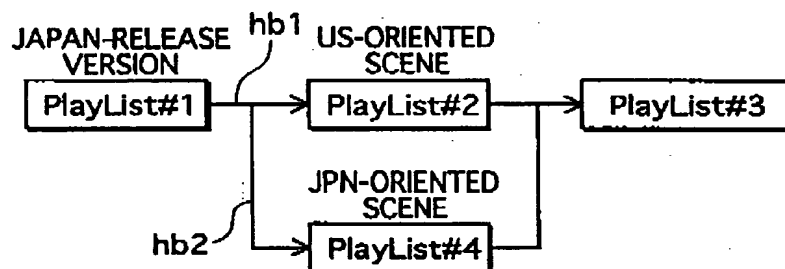 JAPAN-RELEASE
VERSION
hb1
US-ORIENTED
SCENE
PlayList#1
PlayList#2
PlayList#3
JPN-ORIENTED
SCENE
hb2
PlayList#4